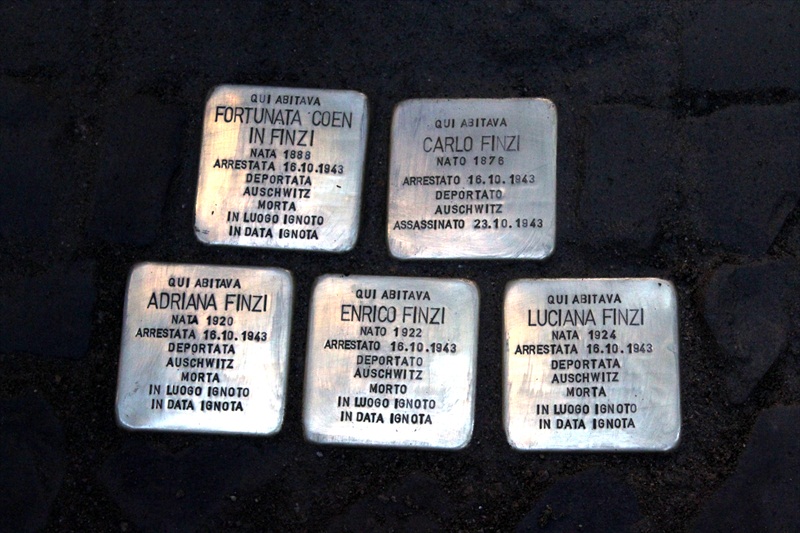 QUI ABITAVA
FORTUNATA COEN
IN FINZI
NATA 1888
ARRESTATA 16.10.1943
DEPORTATA
AUSCHWITZ
MORTA
IN LUOGO IGNOTO
IN DATA IGNOTA
QUI ABITAVA
CARLO FINZI
NATO 1876
ARRESTATO 16.10.1943
DEPORTATO
AUSCHWITZ
ASSASSINATO 23.10.1943
QUI ABITAVA
ADRIANA FINZI
NATA 1920
ARRESTATA 16.10.1943
DEPORTATA
AUSCHWITZ
MORTA
IN LUOGO IGNOTO
IN DATA IGNOTA
QUI ABITAVA
ENRICO FINZI
NATO 1922
ARRESTATO 16.10.1943
DEPORTATO
AUSCHWITZ
MORTO
IN LUOGO IGNOTO
IN DATA IGNOTA
QUI ABITAVA
LUCIANA FINZI
NATA 1924
ARRESTATA 16.10.1943
DEPORTATA
AUSCHWITZ
MORTA
IN LUOGO IGNOTO
IN DATA IGNOTA